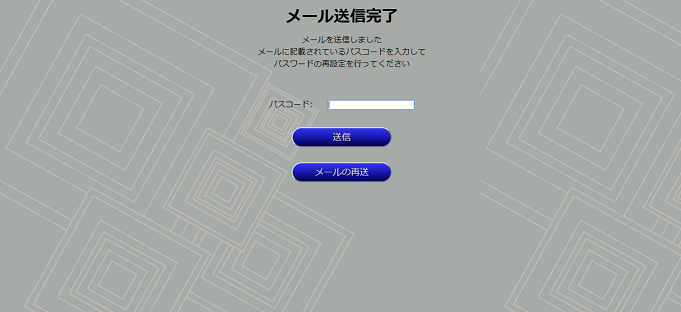 メール送信完了
メールを送信しました
メールに記載されているパスコードを入力して
パスワードの再設定を行ってください
パスコード:
送信
メールの再送